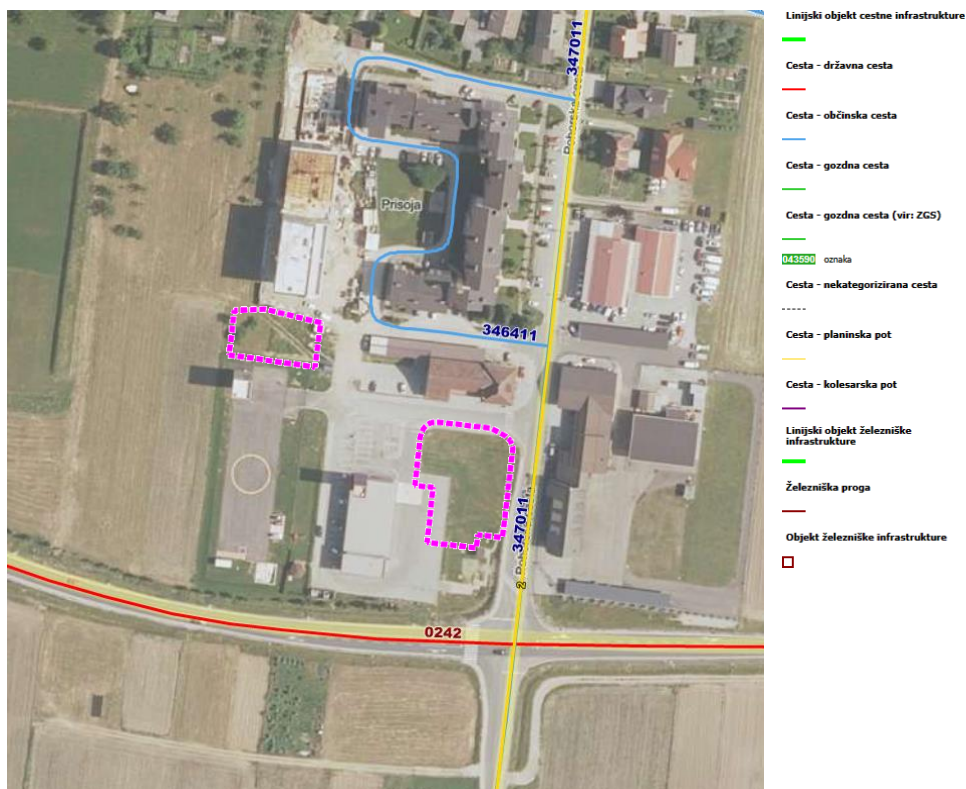 347011
Pohorska cesta
Prisoja
346411
347011
0242
Linijski objekt cestne infrastrukture
Cesta - državna cesta
Cesta - občinska cesta
Cesta - gozdna cesta
Cesta - gozdna cesta (vir: ZGS)
043590 oznaka
Cesta - nekategorizirana cesta
Cesta - planinska pot
Cesta - kolesarska pot
Linijski objekt železniške
infrastrukture
Železniška proga
Objekt železniške infrastrukture